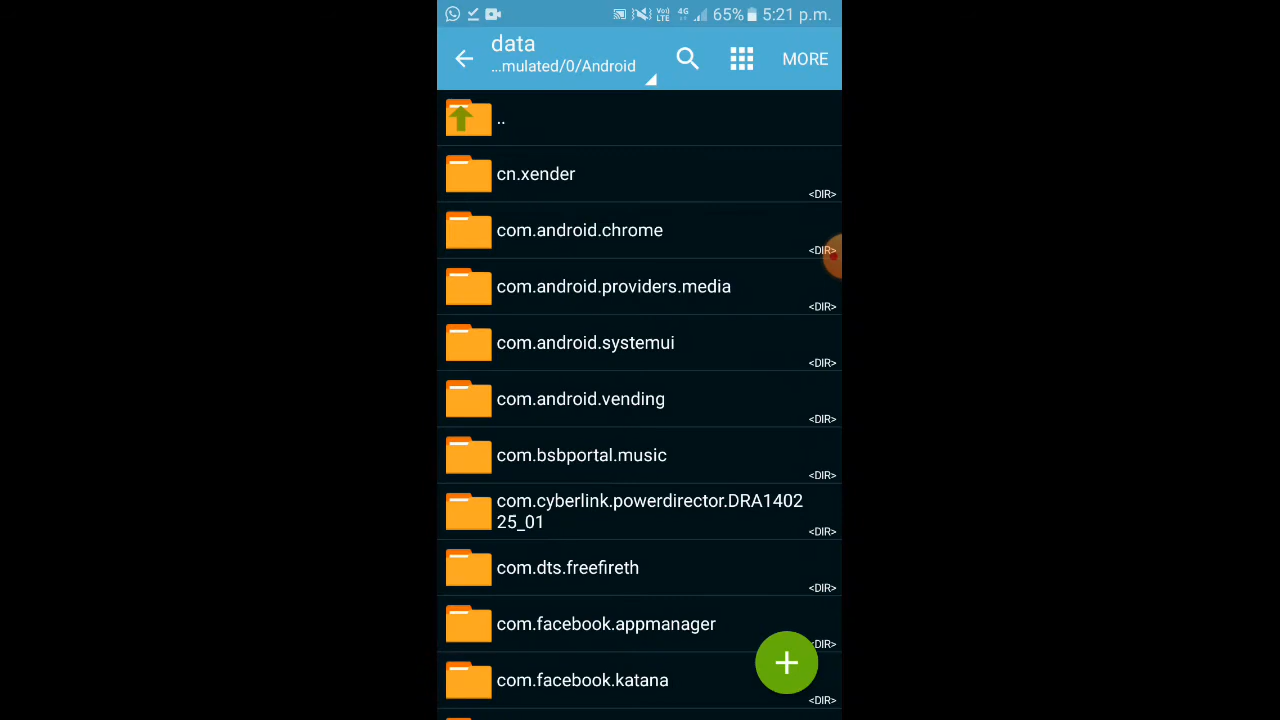 Vo) 4G 65% 5:21 p.m.
LTE
data
...mulated/0/Android
MORE
..
cn.xender
<DIR>
com.android.chrome
<DIR>
com.android.providers.media
<DIR>
com.android.systemui
<DIR>
com.android.vending
<DIR>
com.bsbportal.music
<DIR>
com.cyberlink.powerdirector.DRA1402
25_01
<DIR>
com.dts.freefireth
<DIR>
com.facebook.appmanager
<DIR>
com.facebook.katana
<DIR>